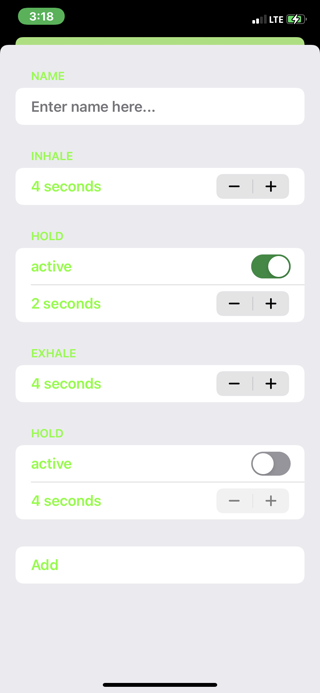 3:18
LTE
NAME
Enter name here...
INHALE
4 seconds
HOLD
active
2 seconds
EXHALE
4 seconds
HOLD
active
4 seconds
Add